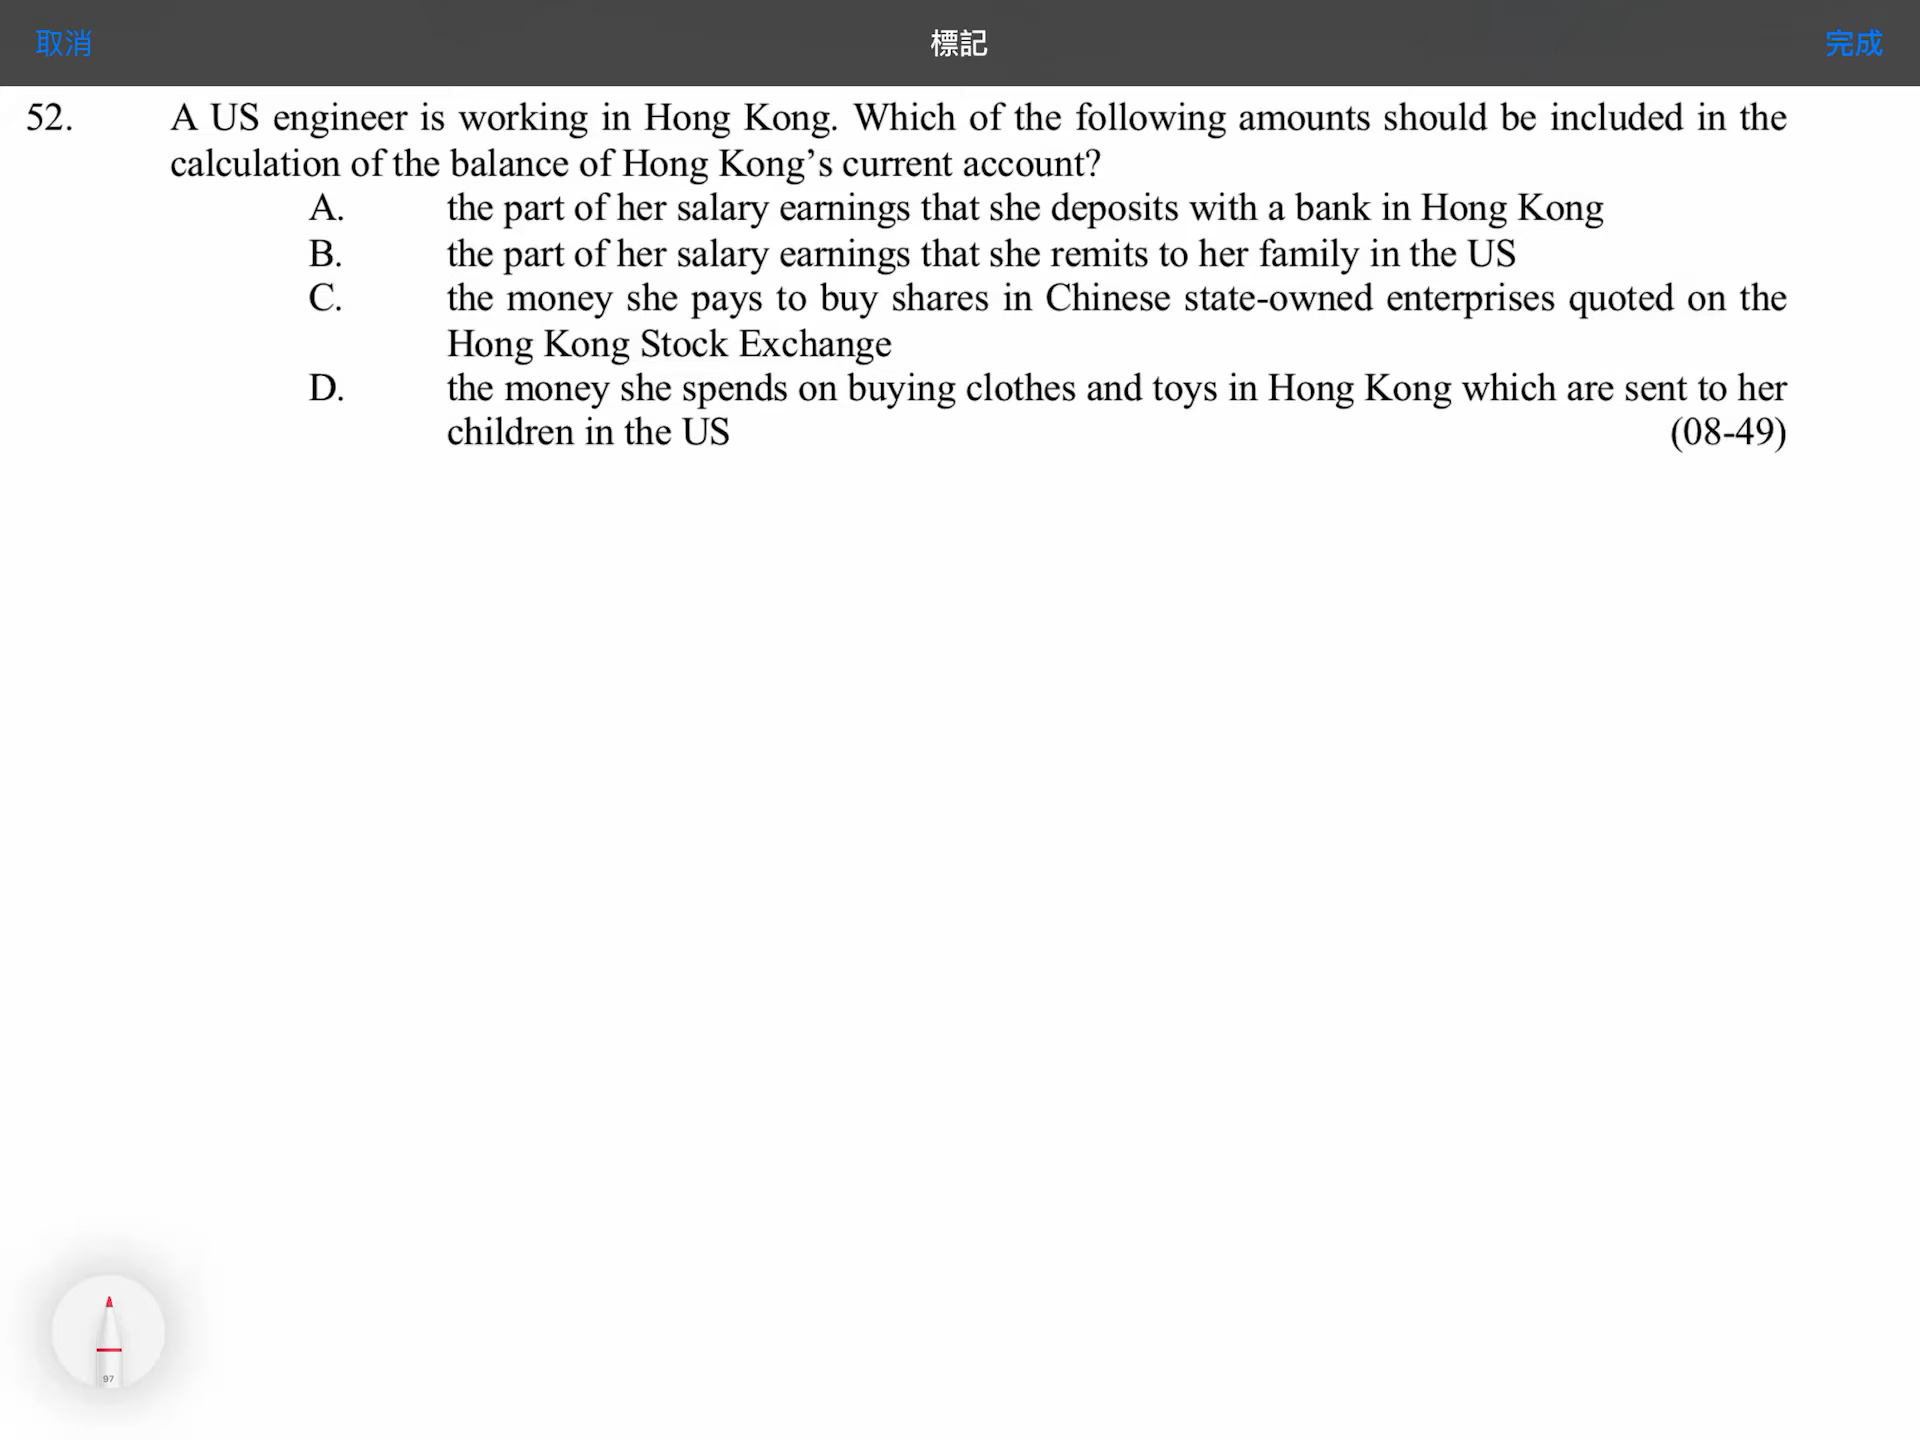 取消
標記
完成
52. A US engineer is working in Hong Kong. Which of the following amounts should be included in the
calculation of the balance of Hong Kong’s current account?
A. the part of her salary earnings that she deposits with a bank in Hong Kong
B. the part of her salary earnings that she remits to her family in the US
C. the money she pays to buy shares in Chinese state-owned enterprises quoted on the
Hong Kong Stock Exchange
D. the money she spends on buying clothes and toys in Hong Kong which are sent to her
children in the US (08-49)
97